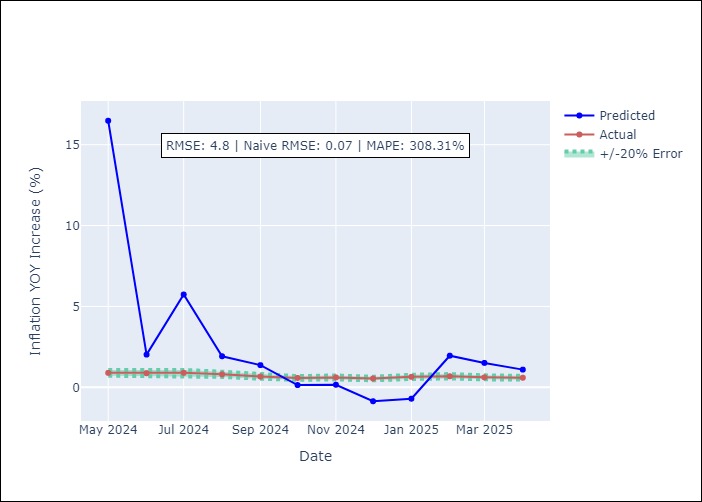 RMSE: 4.8 | Naive RMSE: 0.07 | MAPE: 308.31%
Predicted
Actual
+/-20% Error
Inflation YOY Increase (%)
15
10
5
0
May 2024
Jul 2024
Sep 2024
Nov 2024
Jan 2025
Mar 2025
Date